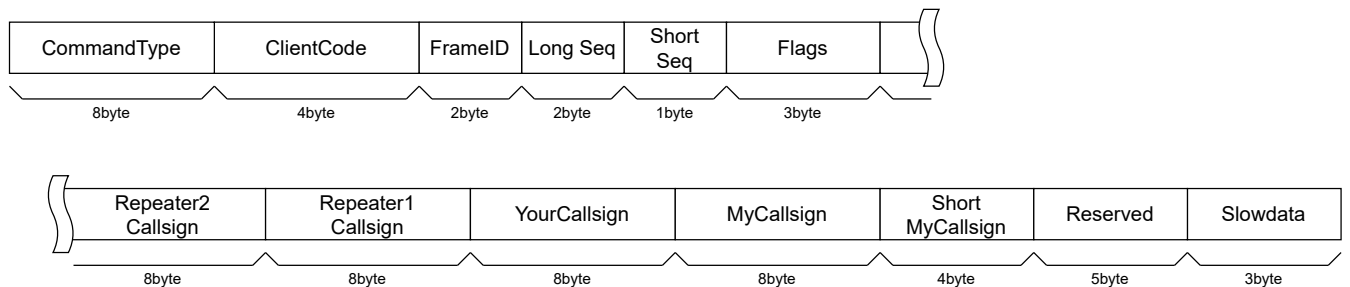 CommandType ClientCode FrameID Long Seq Short Seq Flags
8byte 4byte 2byte 2byte 1byte 3byte
Repeater2 Callsign Repeater1 Callsign YourCallsign MyCallsign Short MyCallsign Reserved Slowdata
8byte 8byte 8byte 8byte 4byte 5byte 3byte